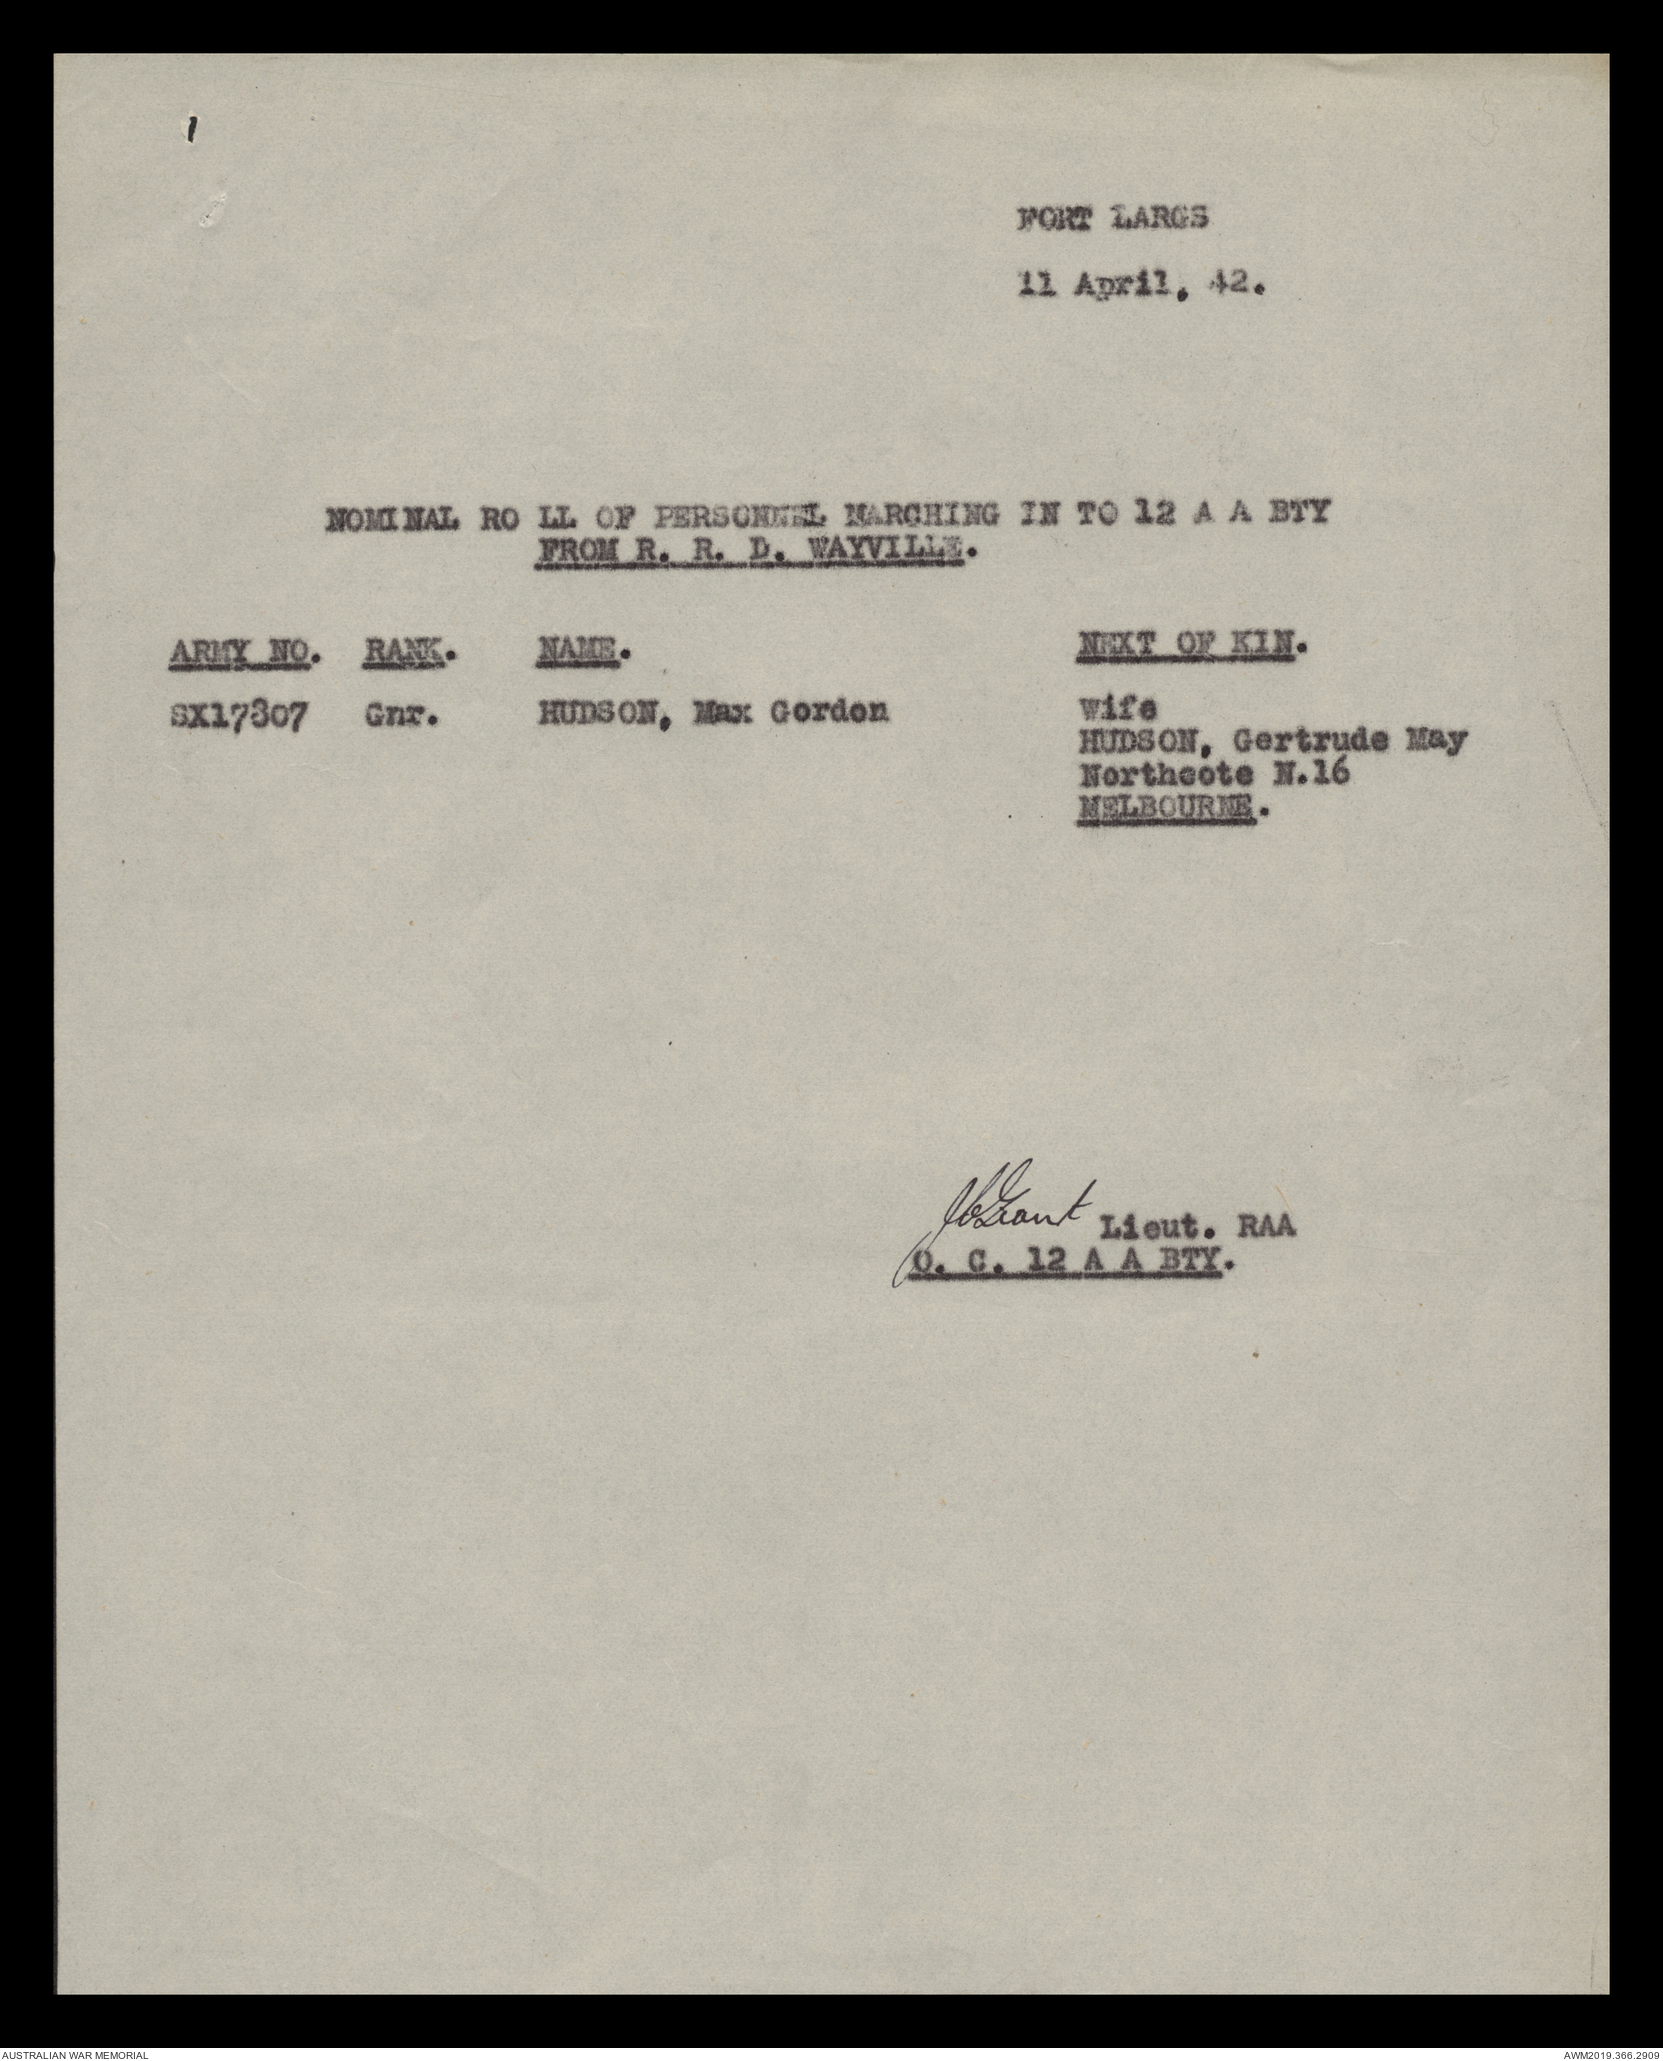 FORT LARGS
11 April, 42.
NOMINAL RO LL OF PERSONNEL MARCHING IN TO 12 A A BTY
FROM R. R. D. WAYVILLE.
ARMY NO. RANK. NAME. NEXT OF KIN.
SX17307 Gnr. HUDSON, Max Gordon Wife
HUDSON, Gertrude May
Northcote N.16
MELBOURNE.
Grant Lieut. RAA
O. C. 12 A A BTY.
AUSTRALIAN WAR MEMORIAL AWM2019.366.2909